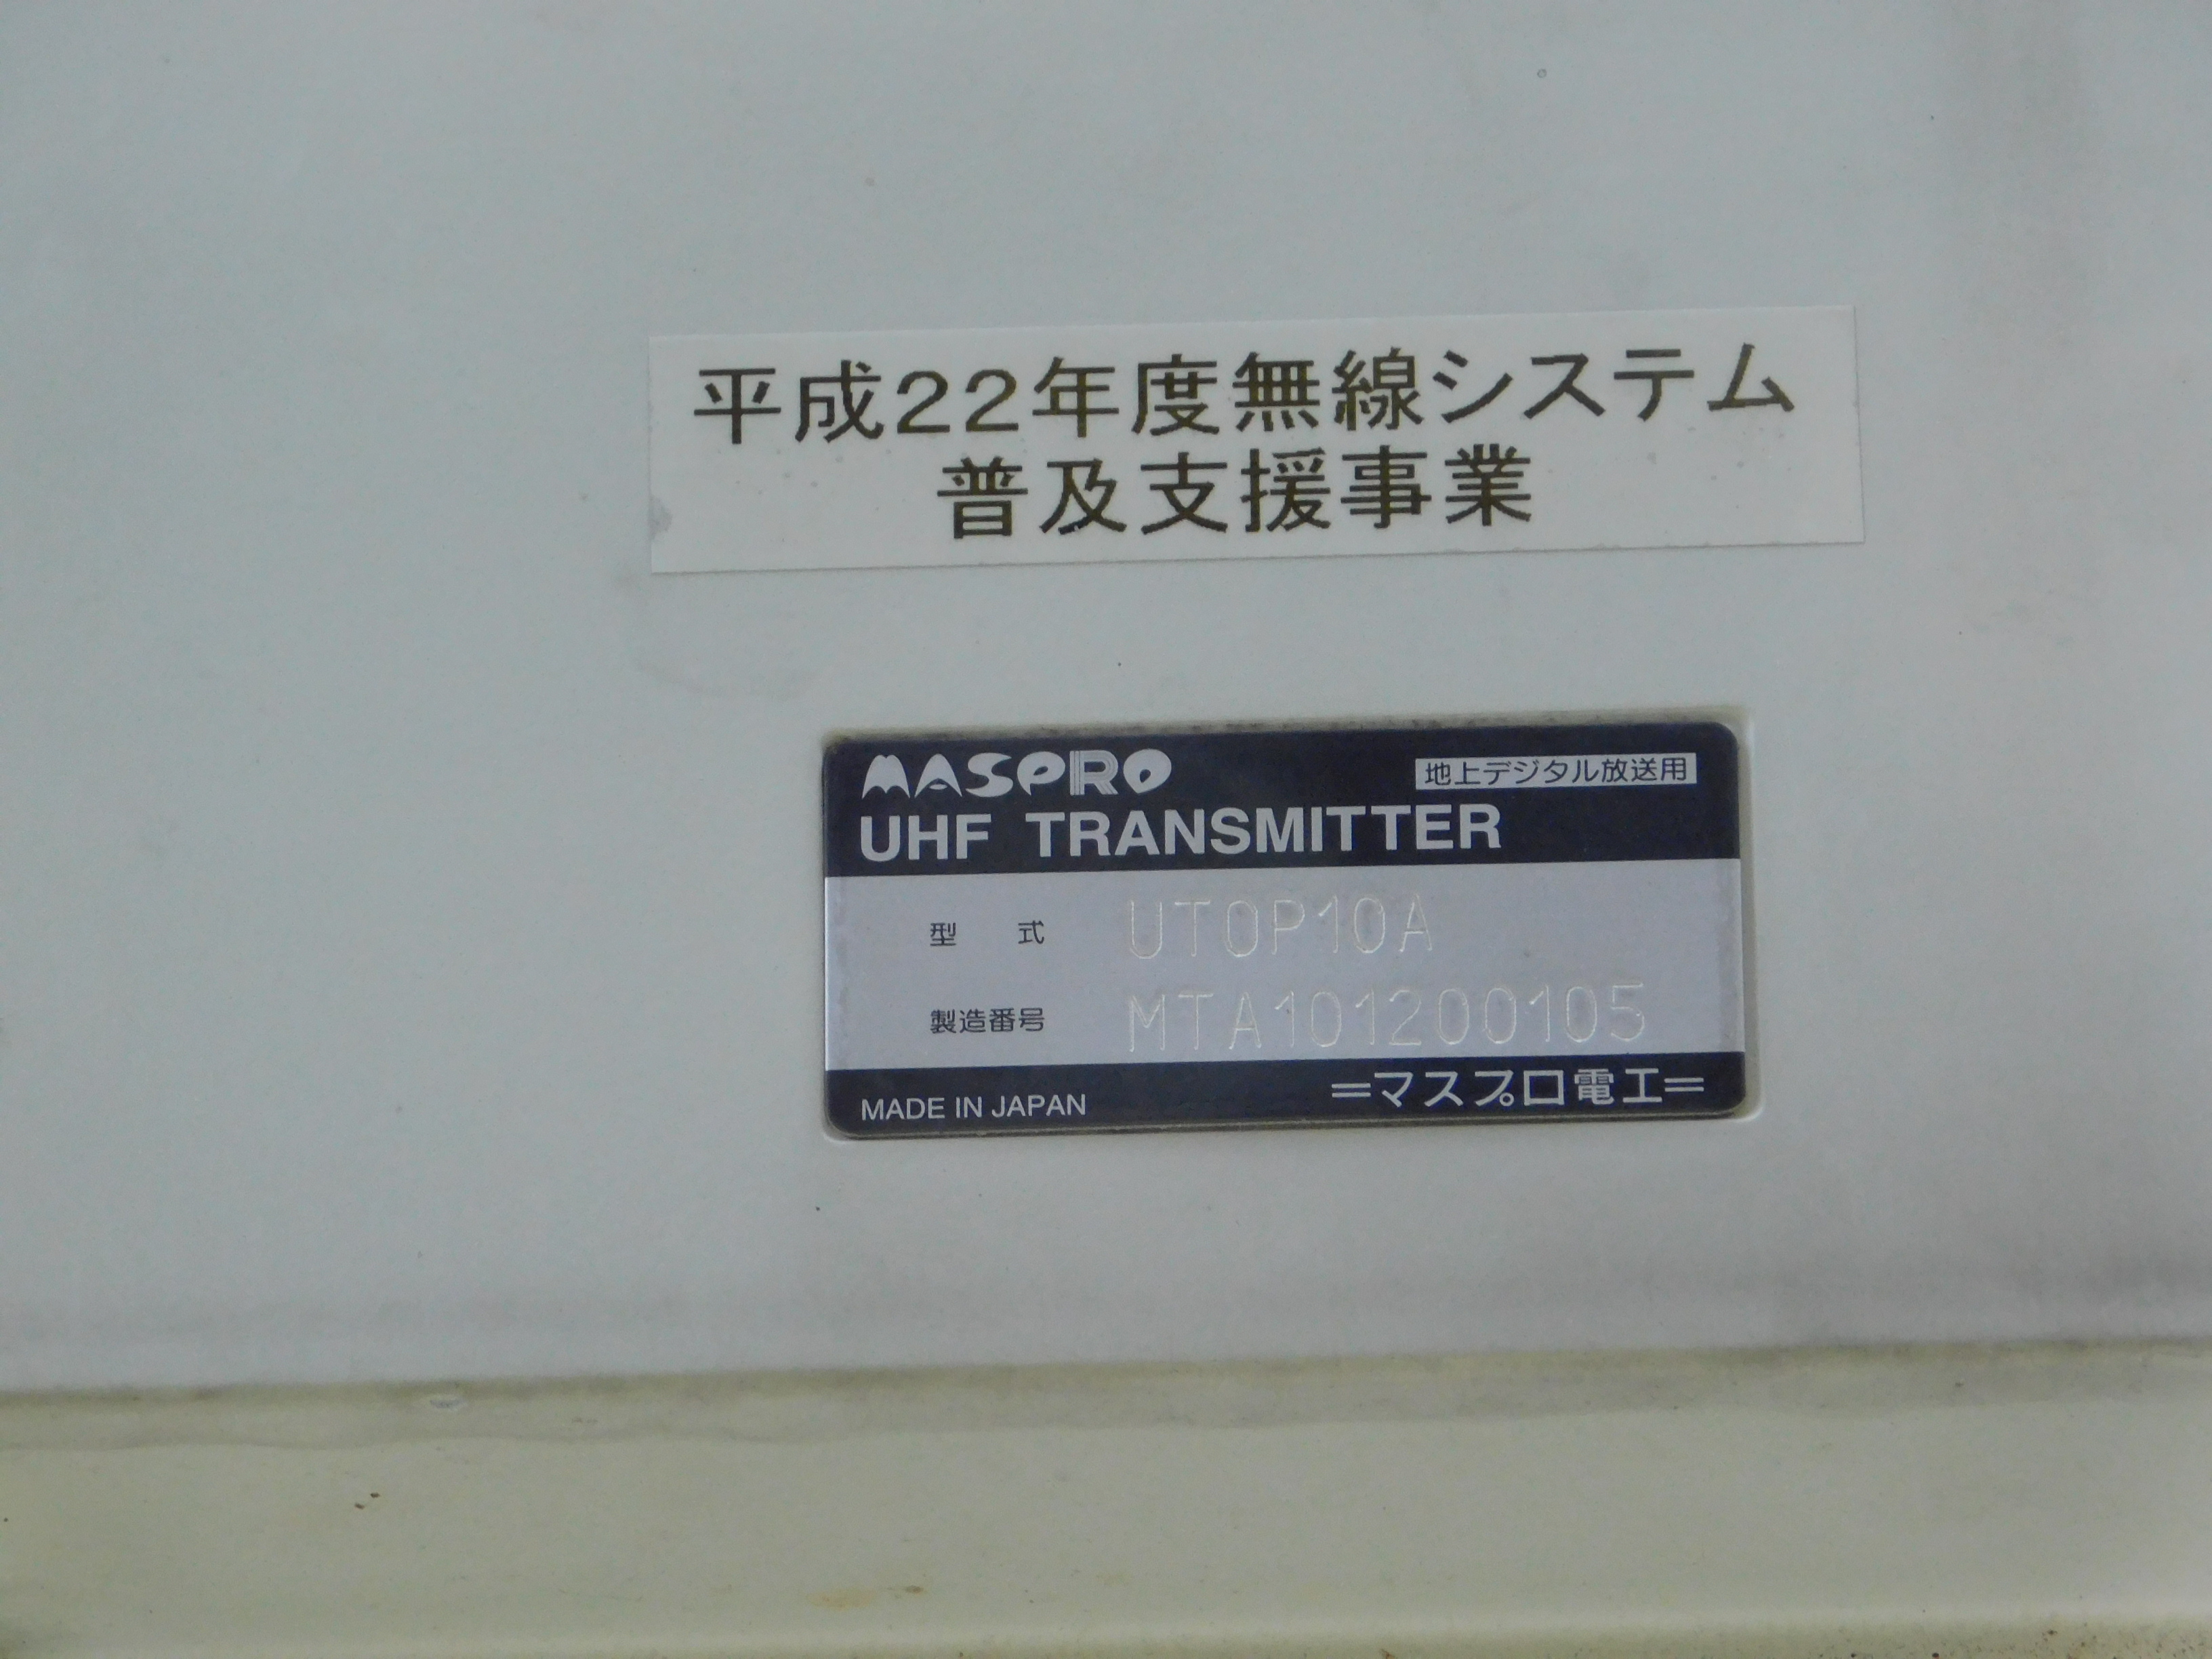 平成22年度無線システム
普及支援事業
MASPRO
地上デジタル放送用
UHF TRANSMITTER
型 式 UTOP10A
製造番号 MTA101200105
MADE IN JAPAN
=マスプロ電工=